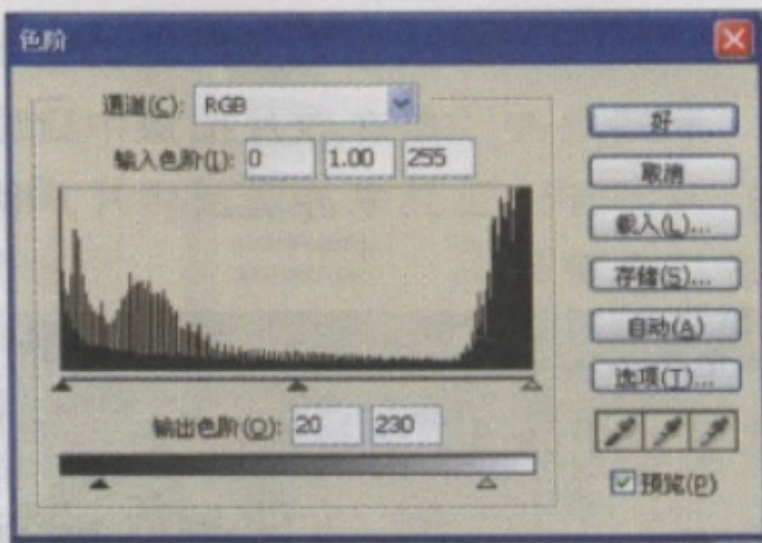 色阶
通道(C): RGB
输入色阶(I): 0 1.00 255
输出色阶(O): 20 230
好
取消
载入(L)...
存储(S)...
自动(A)
选项(T)...
预览(P)